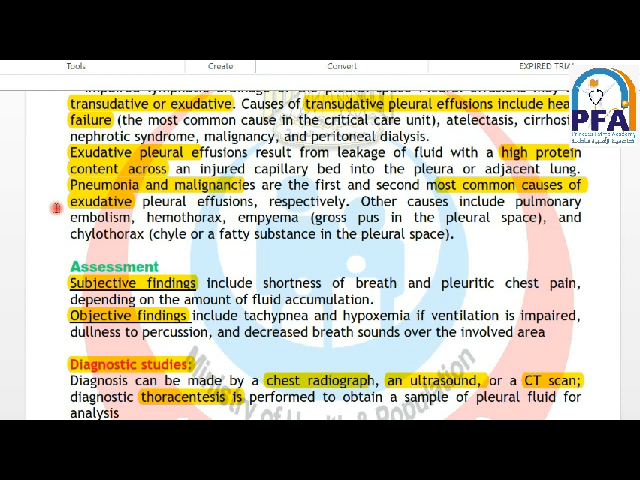 Tools Create Convert EXPIRED TRIAL
transudative or exudative. Causes of transudative pleural effusions include hea
failure (the most common cause in the critical care unit), atelectasis, cirrhosi
nephrotic syndrome, malignancy, and peritoneal dialysis.
Exudative pleural effusions result from leakage of fluid with a high protein
content across an injured capillary bed into the pleura or adjacent lung.
Pneumonia and malignancies are the first and second most common causes of
exudative pleural effusions, respectively. Other causes include pulmonary
embolism, hemothorax, empyema (gross pus in the pleural space), and
chylothorax (chyle or a fatty substance in the pleural space).
Assessment
Subjective findings include shortness of breath and pleuritic chest pain,
depending on the amount of fluid accumulation.
Objective findings include tachypnea and hypoxemia if ventilation is impaired,
dullness to percussion, and decreased breath sounds over the involved area
Diagnostic studies:
Diagnosis can be made by a chest radiograph, an ultrasound, or a CT scan;
diagnostic thoracentesis is performed to obtain a sample of pleural fluid for
analysis
Ministry of Health & Population
PFA